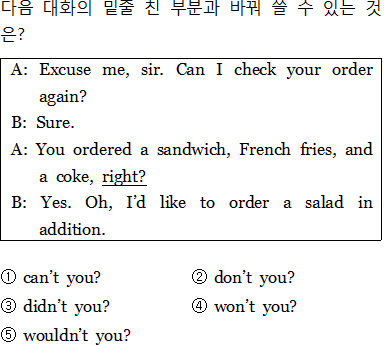 다음 대화의 밑줄 친 부분과 바꿔 쓸 수 있는 것
은?
A: Excuse me, sir. Can I check your order
again?
B: Sure.
A: You ordered a sandwich, French fries, and
a coke, right?
B: Yes. Oh, I’d like to order a salad in
addition.
① can’t you? ② don’t you?
③ didn’t you? ④ won’t you?
⑤ wouldn’t you?